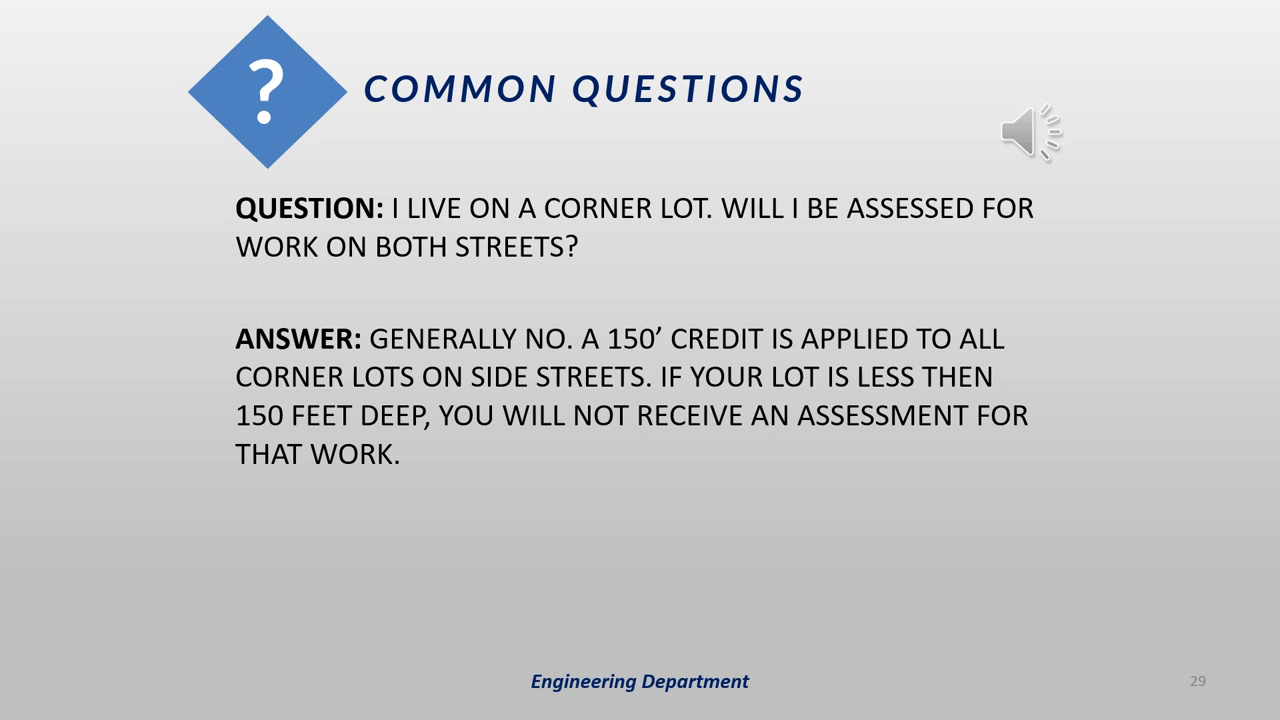 ?
COMMON QUESTIONS
QUESTION: I LIVE ON A CORNER LOT. WILL I BE ASSESSED FOR
WORK ON BOTH STREETS?
ANSWER: GENERALLY NO. A 150’ CREDIT IS APPLIED TO ALL
CORNER LOTS ON SIDE STREETS. IF YOUR LOT IS LESS THEN
150 FEET DEEP, YOU WILL NOT RECEIVE AN ASSESSMENT FOR
THAT WORK.
Engineering Department
29